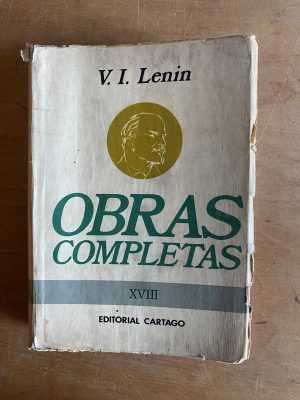 V. I. Lenin
OBRAS
COMPLETAS
XVIII
EDITORIAL CARTAGO